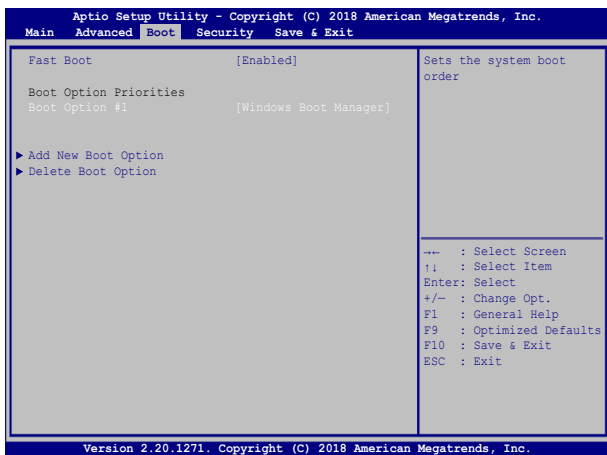 Aptio Setup Utility - Copyright (C) 2018 American Megatrends, Inc.
Main Advanced Boot Security Save & Exit
Fast Boot [Enabled]
Boot Option Priorities
Boot Option #1 [Windows Boot Manager]
▶ Add New Boot Option
▶ Delete Boot Option
Sets the system boot
order
→← : Select Screen
↑↓ : Select Item
Enter: Select
+/— : Change Opt.
F1 : General Help
F9 : Optimized Defaults
F10 : Save & Exit
ESC : Exit
Version 2.20.1271. Copyright (C) 2018 American Megatrends, Inc.